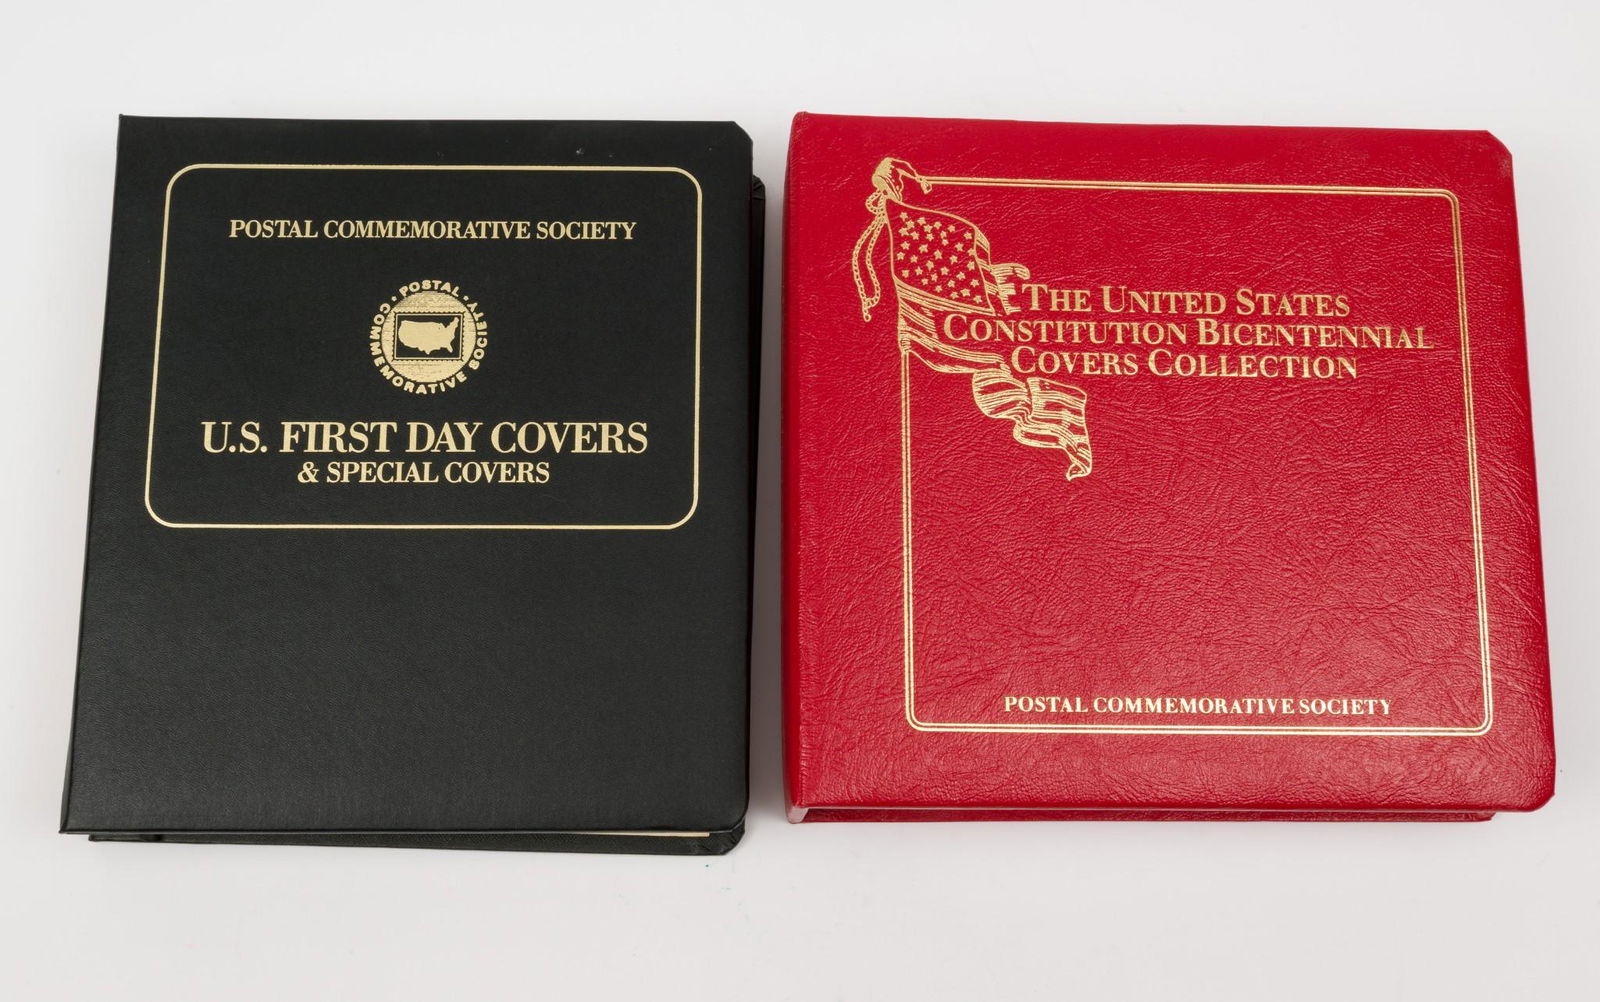 POSTAL COMMEMORATIVE SOCIETY
• POSTAL •
COMMEMORATIVE SOCIETY
U.S. FIRST DAY COVERS
& SPECIAL COVERS
THE UNITED STATES
CONSTITUTION BICENTENNIAL
COVERS COLLECTION
POSTAL COMMEMORATIVE SOCIETY